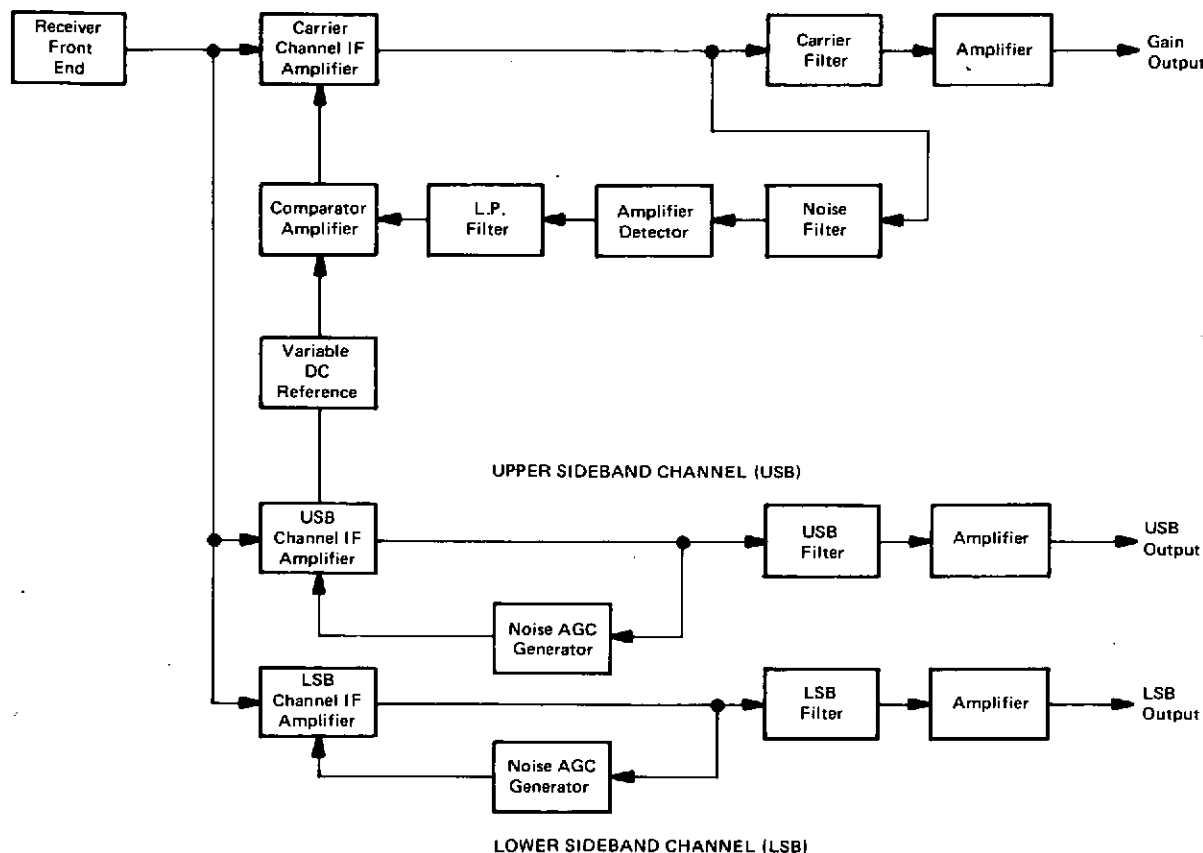 Receiver
Front
End
Carrier
Channel IF
Amplifier
Carrier
Filter
Amplifier
Gain
Output
Comparator
Amplifier
L.P.
Filter
Amplifier
Detector
Noise
Filter
Variable
DC
Reference
UPPER SIDEBAND CHANNEL (USB)
USB
Channel IF
Amplifier
USB
Filter
Amplifier
USB
Output
Noise AGC
Generator
LSB
Channel IF
Amplifier
LSB
Filter
Amplifier
LSB
Output
Noise AGC
Generator
LOWER SIDEBAND CHANNEL (LSB)